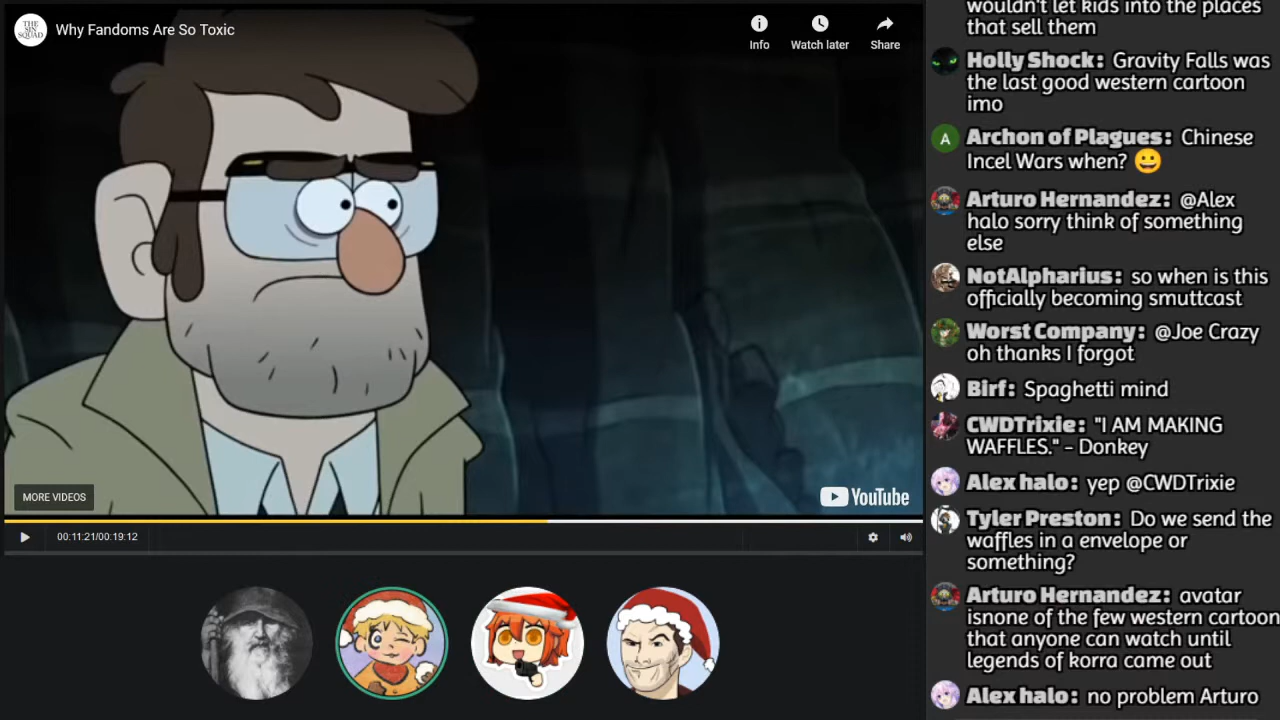 THE
SIN
SQUAD
Why Fandoms Are So Toxic
Info
Watch later
Share
MORE VIDEOS
YouTube
00:11:21/00:19:12
wouldn't let kids into the places
that sell them
Holly Shock: Gravity Falls was
the last good western cartoon
imo
A
Archon of Plagues: Chinese
Incel Wars when? 😀
Arturo Hernandez: @Alex
halo sorry think of something
else
NotAlpharius: so when is this
officially becoming smuttcast
Worst Company: @Joe Crazy
oh thanks I forgot
Birf: Spaghetti mind
CWDTrixie: "I AM MAKING
WAFFLES." - Donkey
Alex halo: yep @CWDTrixie
Tyler Preston: Do we send the
waffles in a envelope or
something?
Arturo Hernandez: avatar
isnone of the few western cartoon
that anyone can watch until
legends of korra came out
Alex halo: no problem Arturo